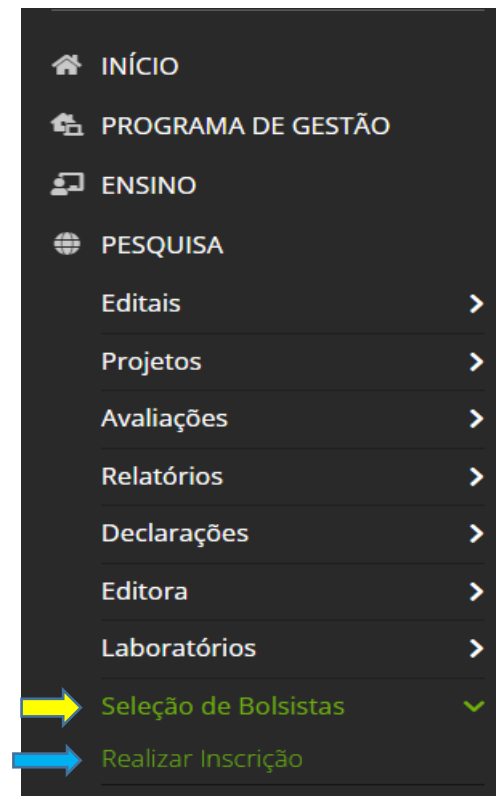 INÍCIO
PROGRAMA DE GESTÃO
ENSINO
PESQUISA
Editais
Projetos
Avaliações
Relatórios
Declarações
Editora
Laboratórios
Seleção de Bolsistas
Realizar Inscrição